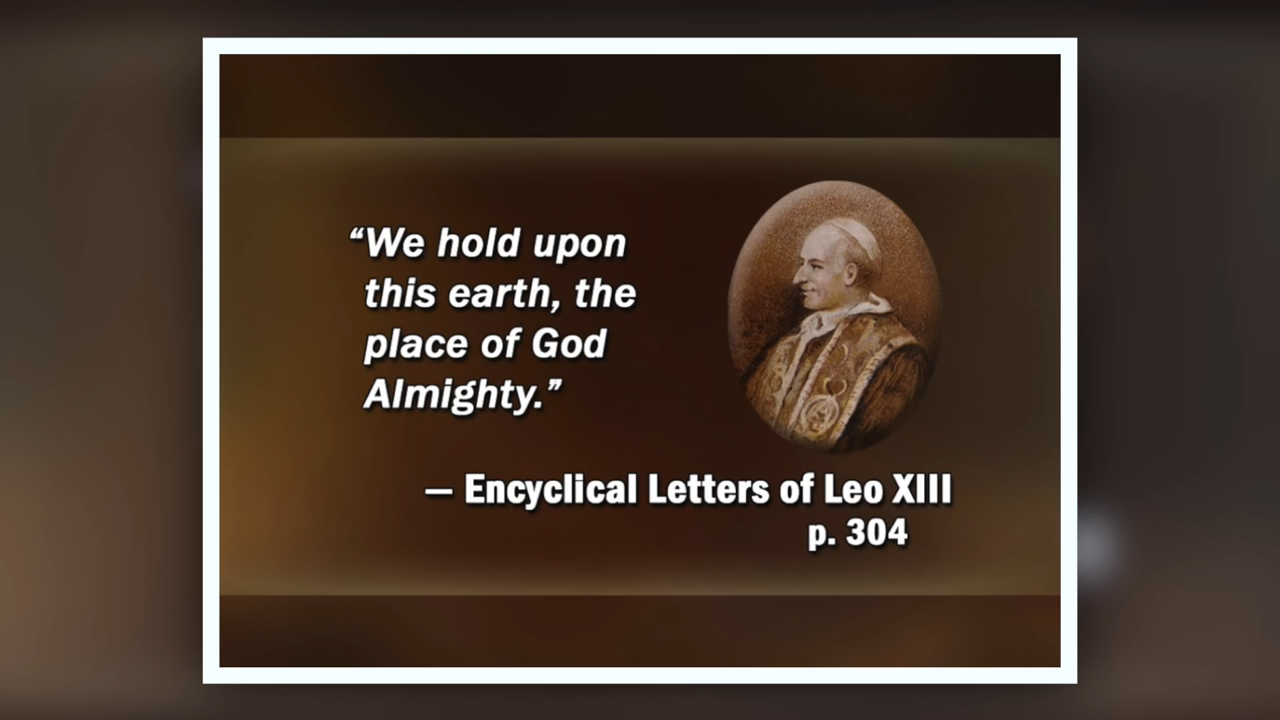 “We hold upon
this earth, the
place of God
Almighty.”
— Encyclical Letters of Leo XIII
p. 304